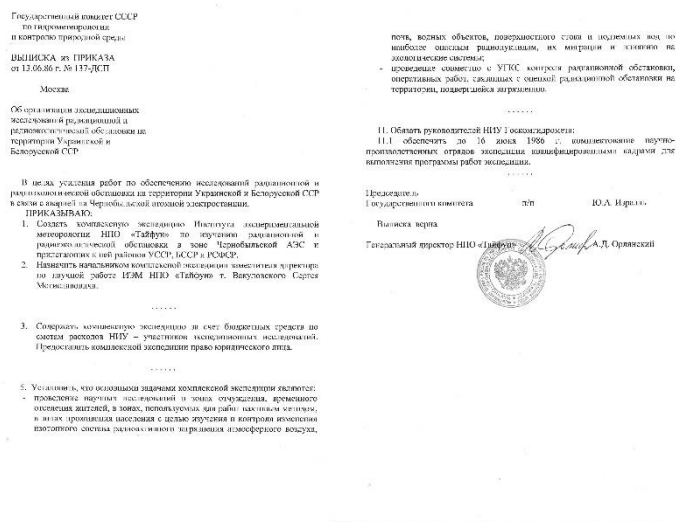 Государственный комитет СССР
по гидрометеорологии
и контролю природной среды
ВЫПИСКА из ПРИКАЗА
от 13.06.86 г. № 137-ДСП
Москва
Об организации экспедиционных
исследований радиационной и
радиоэкологической обстановки на
территории Украинской и
Белорусской ССР
В целях усиления работ по обеспечению исследований радиационной и
радиоэкологической обстановки на территории Украинской и Белорусской ССР
в связи с аварией на Чернобыльской атомной электростанции.
ПРИКАЗЫВАЮ:
1. Создать комплексную экспедицию Института экспериментальной
метеорологии НПО «Тайфун» по изучению радиационной и
радиоэкологической обстановки в зоне Чернобыльской АЭС и
прилегающих к ней районов УССР, БССР и РСФСР.
2. Назначить начальником комплексной экспедиции заместителя директора
по научной работе ИЭМ НПО «Тайфун» т. Вакуловского Сергея
Мстиславовича.
......
3. Содержать комплексную экспедицию за счет бюджетных средств по
сметам расходов НИУ – участников экспедиционных исследований.
Предоставить комплексной экспедиции право юридического лица.
......
5. Установить, что основными задачами комплексной экспедиции являются:
- проведение научных исследований в зонах отчуждения, временного
отселения жителей, в зонах, используемых для работ вахтовым методом,
в зонах проживания населения с целью изучения и контроля изменения
изотопного состава радиоактивного загрязнения атмосферного воздуха,
почв, водных объектов, поверхностного стока и подземных вод по
наиболее опасным радионуклидам, их миграции и влиянию на
экологические системы;
- проведение совместно с УГКС контроля радиационной обстановки,
оперативных работ, связанных с оценкой радиационной обстановки на
территории, подвергшейся загрязнению.
......
11. Обязать руководителей НИУ Госкомгидромета:
11.1 обеспечить до 16 июня 1986 г. комплектование научно-
производственных отрядов экспедиции квалифицированными кадрами для
выполнения программы работ экспедиции.
......
Председатель
Государственного комитета п/п Ю.А. Израэль
Выписка верна
Генеральный директор НПО «Тайфун» А.Д. Орлянский